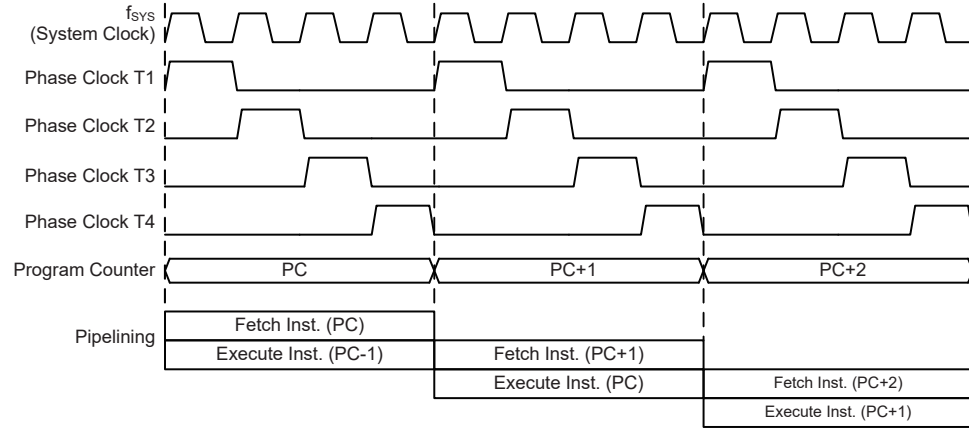 fSYS
(System Clock)
Phase Clock T1
Phase Clock T2
Phase Clock T3
Phase Clock T4
Program Counter PC PC+1 PC+2
Pipelining
Fetch Inst. (PC)
Execute Inst. (PC-1) Fetch Inst. (PC+1)
Execute Inst. (PC) Fetch Inst. (PC+2)
Execute Inst. (PC+1)